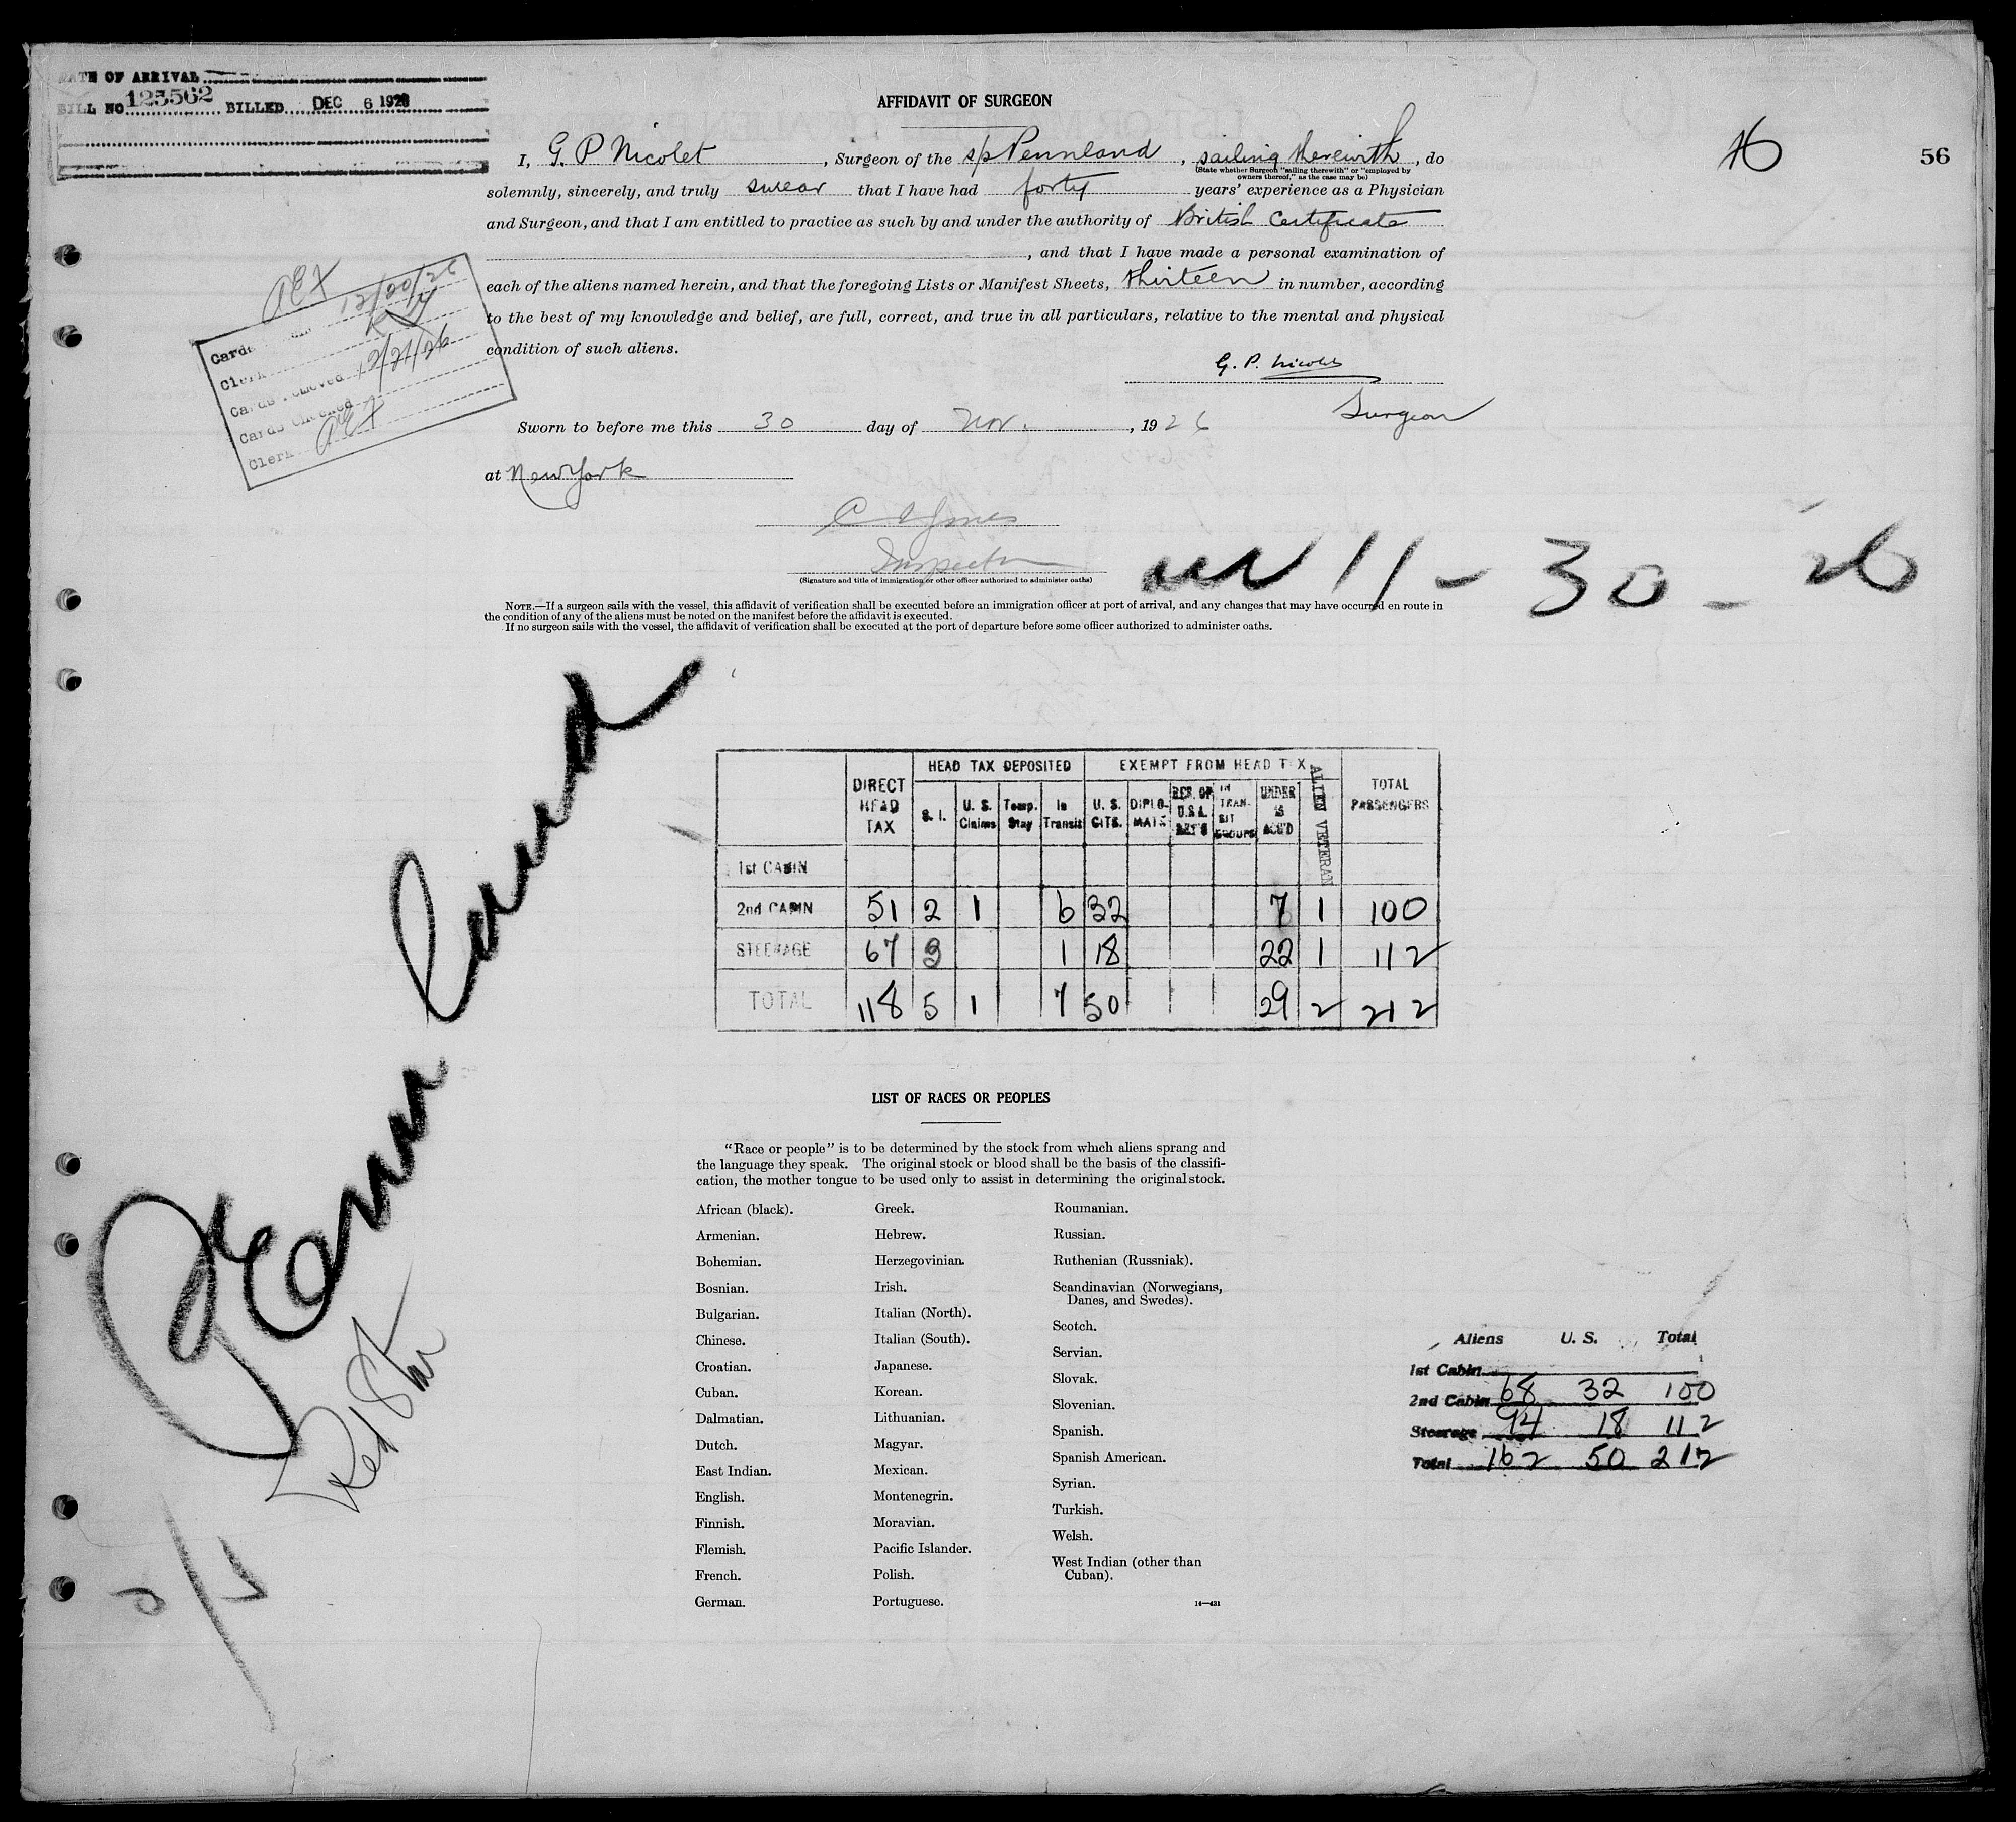 DATE OF ARRIVAL
BILL NO 125562 BILLED DEC 6 1926
AFFIDAVIT OF SURGEON
56
I, G. P Nicolet, Surgeon of the s/s Pennland, sailing therewith, do
(State whether Surgeon "sailing therewith" or "employed by
owners thereof," as the case may be)
solemnly, sincerely, and truly swear that I have had forty years' experience as a Physician
and Surgeon, and that I am entitled to practice as such by and under the authority of British Certificate
, and that I have made a personal examination of
each of the aliens named herein, and that the foregoing Lists or Manifest Sheets, thirteen in number, according
to the best of my knowledge and belief, are full, correct, and true in all particulars, relative to the mental and physical
condition of such aliens.
G. P. Nicolet
Surgeon
12/20/26
Clerk
Cards removed 12/21/26
Cards Checked
Clerk
Sworn to before me this 30 day of Nov., 1926
at New York
Inspector
(Signature and title of immigration or other officer authorized to administer oaths)
11-30-26
NOTE.—If a surgeon sails with the vessel, this affidavit of verification shall be executed before an immigration officer at port of arrival, and any changes that may have occurred en route in
the condition of any of the aliens must be noted on the manifest before the affidavit is executed.
If no surgeon sails with the vessel, the affidavit of verification shall be executed at the port of departure before some officer authorized to administer oaths.
Pennland
Red Star
DIRECT HEAD TAX HEAD TAX DEPOSITED EXEMPT FROM HEAD TAX ALIEN VETERAN TOTAL PASSENGERS
S. I. U. S. Claims Temp. Stay In Transit U. S. CITS. DIPLOMATS RES. OF U.S.A. IN TRANSIT GROUPS UNDER 16 ACC'D
1st CABIN
2nd CABIN 51 2 1 6 32 7 1 100
STEERAGE 67 3 1 18 22 1 112
TOTAL 118 5 1 7 50 29 2 212
LIST OF RACES OR PEOPLES
"Race or people" is to be determined by the stock from which aliens sprang and
the language they speak. The original stock or blood shall be the basis of the classifi-
cation, the mother tongue to be used only to assist in determining the original stock.
African (black).
Armenian.
Bohemian.
Bosnian.
Bulgarian.
Chinese.
Croatian.
Cuban.
Dalmatian.
Dutch.
East Indian.
English.
Finnish.
Flemish.
French.
German.
Greek.
Hebrew.
Herzegovinian.
Irish.
Italian (North).
Italian (South).
Japanese.
Korean.
Lithuanian.
Magyar.
Mexican.
Montenegrin.
Moravian.
Pacific Islander.
Polish.
Portuguese.
Roumanian.
Russian.
Ruthenian (Russniak).
Scandinavian (Norwegians,
Danes, and Swedes).
Scotch.
Servian.
Slovak.
Slovenian.
Spanish.
Spanish American.
Syrian.
Turkish.
Welsh.
West Indian (other than
Cuban).
14—431
Aliens U. S. Total
1st Cabin
2nd Cabin 68 32 100
Steerage 94 18 112
Total 162 50 212